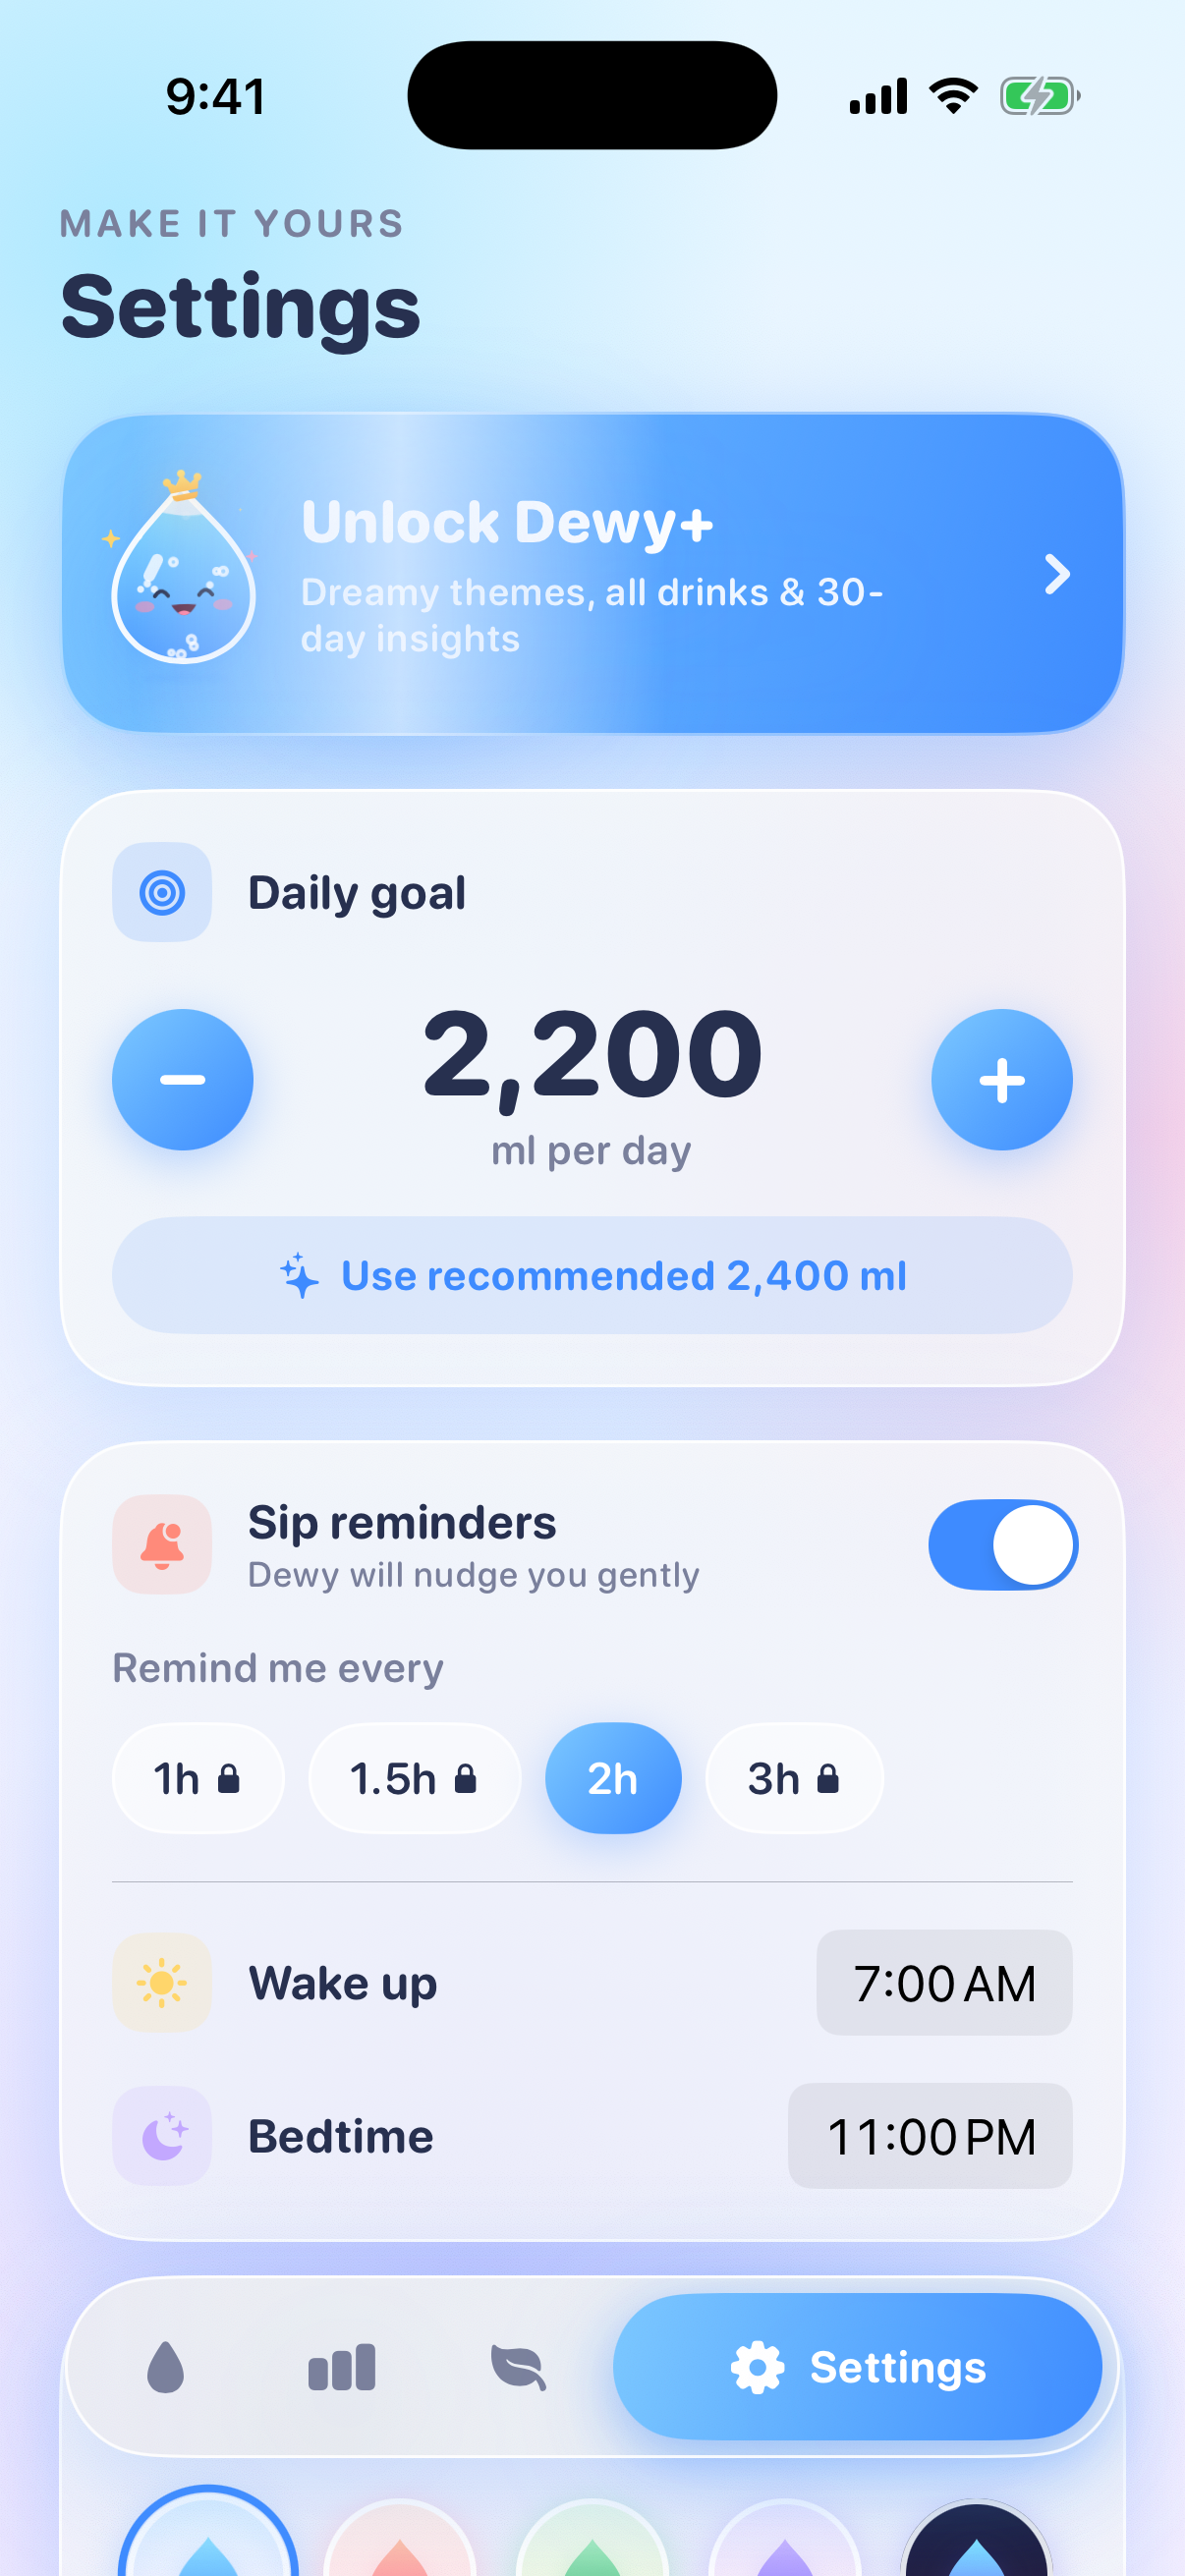 9:41
MAKE IT YOURS
Settings
Unlock Dewy+
Dreamy themes, all drinks & 30-
day insights
Daily goal
2,200
ml per day
Use recommended 2,400 ml
Sip reminders
Dewy will nudge you gently
Remind me every
1h 1.5h 2h 3h
Wake up 7:00 AM
Bedtime 11:00 PM
Settings